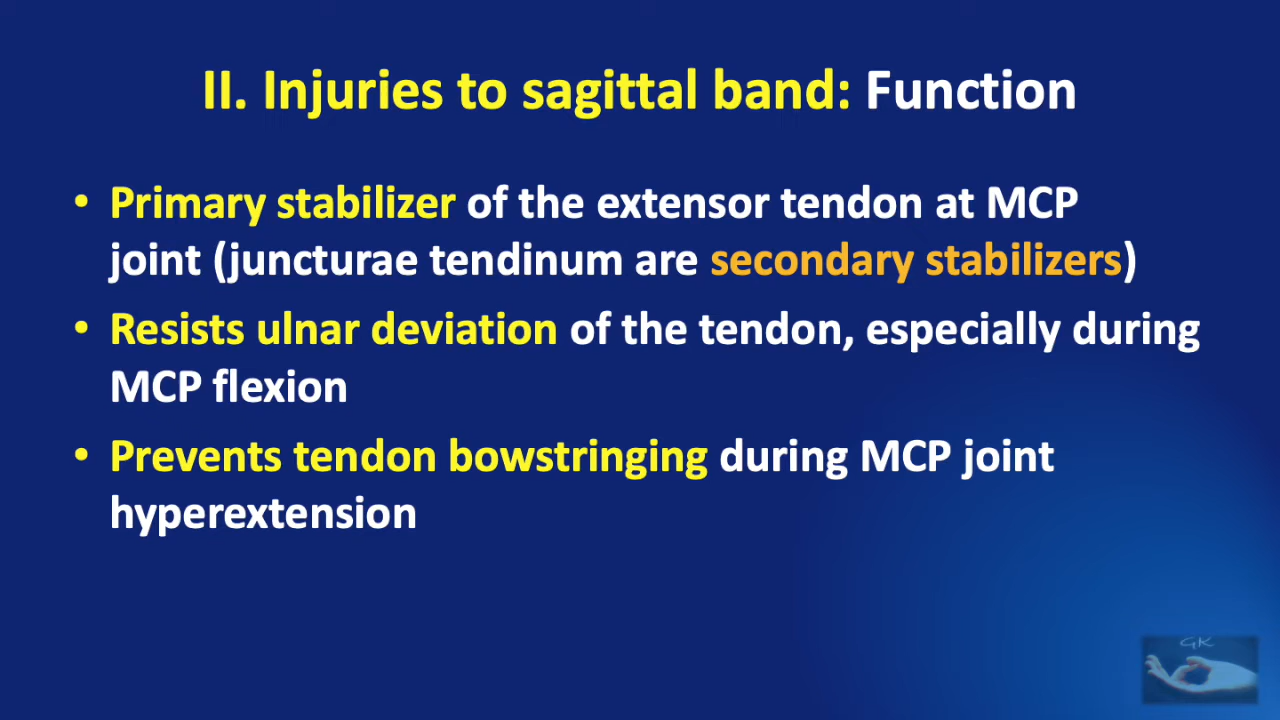 II. Injuries to sagittal band: Function
• Primary stabilizer of the extensor tendon at MCP
joint (juncturae tendinum are secondary stabilizers)
• Resists ulnar deviation of the tendon, especially during
MCP flexion
• Prevents tendon bowstringing during MCP joint
hyperextension
GK